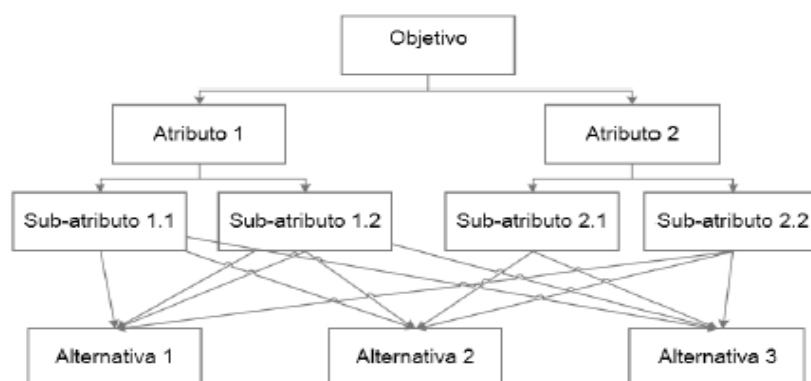 Objetivo
Atributo 1
Atributo 2
Sub-atributo 1.1
Sub-atributo 1.2
Sub-atributo 2.1
Sub-atributo 2.2
Alternativa 1
Alternativa 2
Alternativa 3